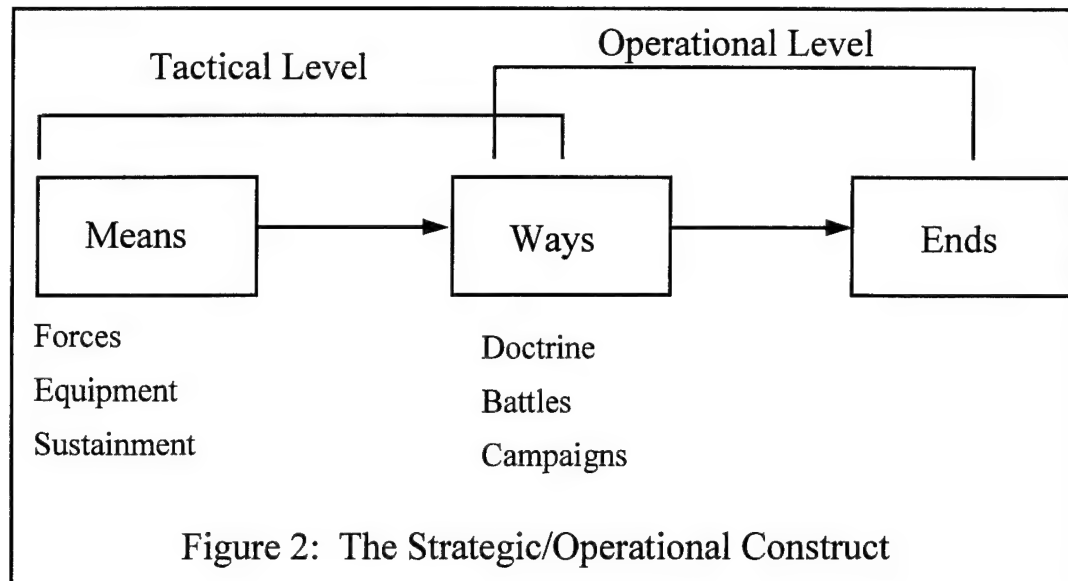 Operational Level
Tactical Level
Means
Ways
Ends
Forces
Equipment
Sustainment
Doctrine
Battles
Campaigns
Figure 2: The Strategic/Operational Construct